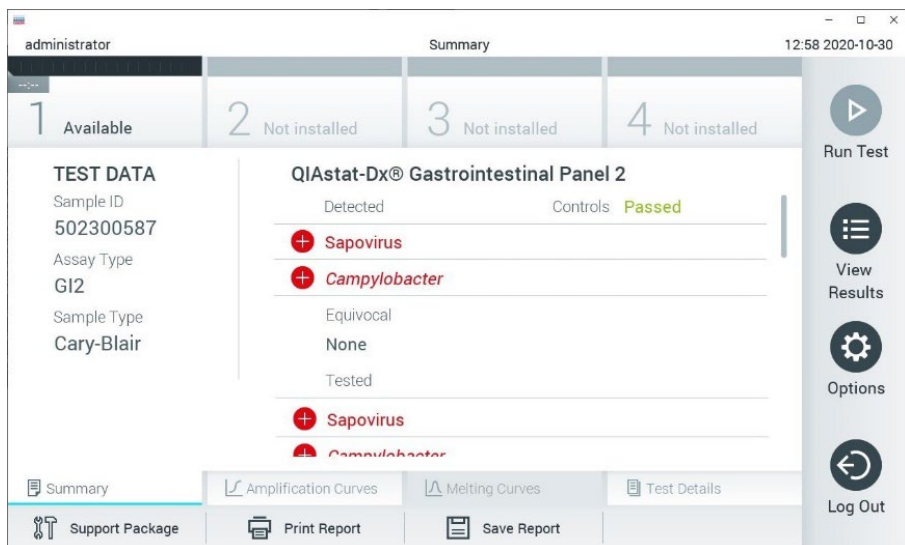 administrator
Summary
12:58 2020-10-30
--:--
1 Available
2 Not installed
3 Not installed
4 Not installed
Run Test
TEST DATA
Sample ID
502300587
Assay Type
GI2
Sample Type
Cary-Blair
QIAstat-Dx® Gastrointestinal Panel 2
Detected
Controls Passed
Sapovirus
Campylobacter
Equivocal
None
Tested
Sapovirus
Campylobacter
View
Results
Options
Log Out
Summary
Amplification Curves
Melting Curves
Test Details
Support Package
Print Report
Save Report